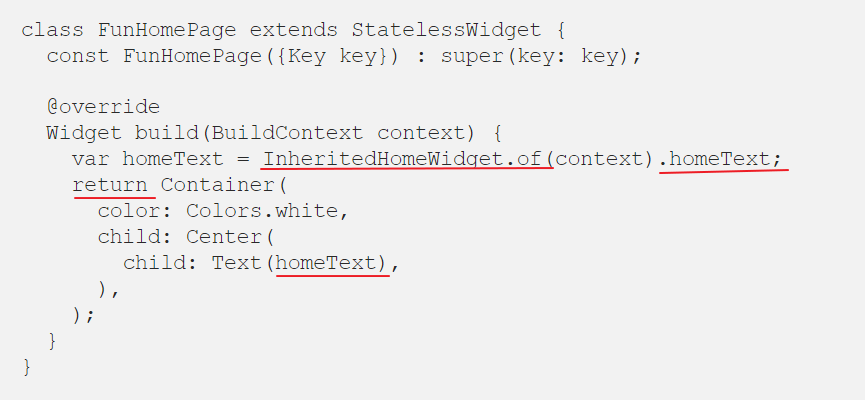 class FunHomePage extends StatelessWidget {
  const FunHomePage({Key key}) : super(key: key);

  @override
  Widget build(BuildContext context) {
    var homeText = InheritedHomeWidget.of(context).homeText;
    return Container(
      color: Colors.white,
      child: Center(
        child: Text(homeText),
      ),
    );
  }
}